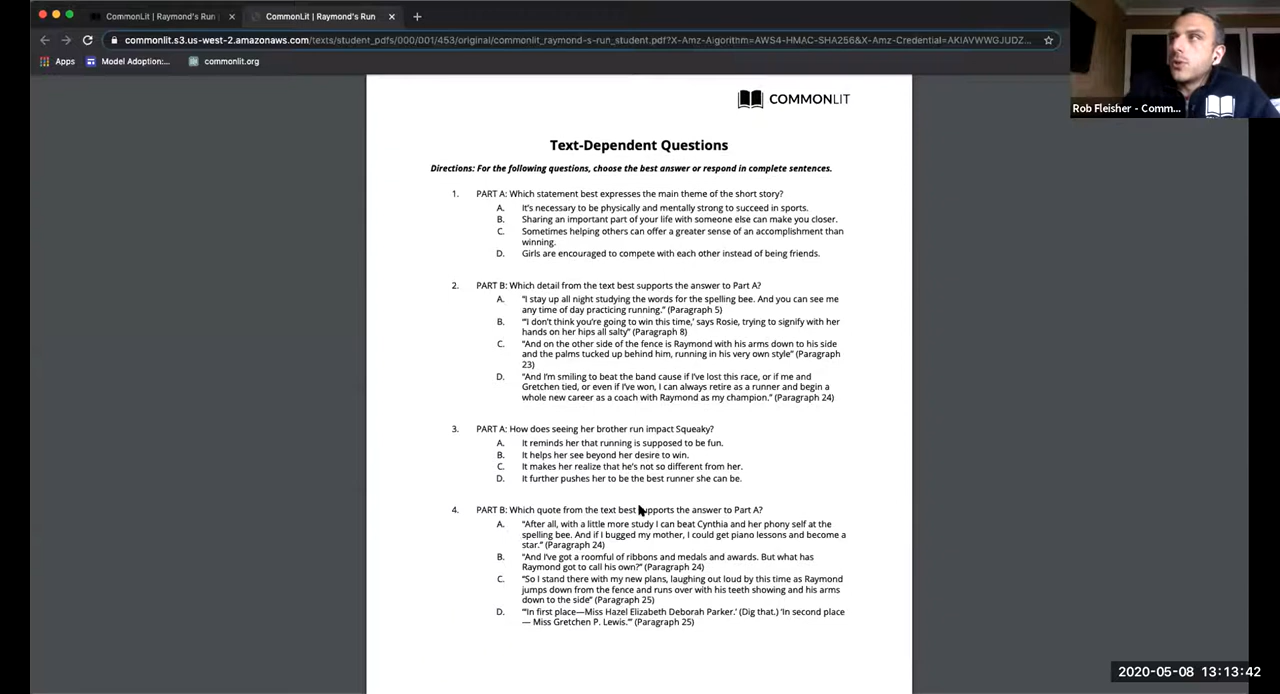 CommonLit | Raymond's Run
CommonLit | Raymond's Run
commonlit.s3.us-west-2.amazonaws.com/texts/student_pdfs/000/001/453/original/commonlit_raymond-s-run_student.pdf?X-Amz-Algorithm=AWS4-HMAC-SHA256&X-Amz-Credential=AKIAVWWGJUDZ...
Apps
Model Adoption:...
commonlit.org
Rob Fleisher - Comm...
COMMONLIT
Text-Dependent Questions
Directions: For the following questions, choose the best answer or respond in complete sentences.
1. PART A: Which statement best expresses the main theme of the short story?
A. It's necessary to be physically and mentally strong to succeed in sports.
B. Sharing an important part of your life with someone else can make you closer.
C. Sometimes helping others can offer a greater sense of an accomplishment than
winning.
D. Girls are encouraged to compete with each other instead of being friends.
2. PART B: Which detail from the text best supports the answer to Part A?
A. "I stay up all night studying the words for the spelling bee. And you can see me
any time of day practicing running." (Paragraph 5)
B. "'I don't think you're going to win this time,' says Rosie, trying to signify with her
hands on her hips all salty" (Paragraph 8)
C. "And on the other side of the fence is Raymond with his arms down to his side
and the palms tucked up behind him, running in his very own style" (Paragraph
23)
D. "And I'm smiling to beat the band cause if I've lost this race, or if me and
Gretchen tied, or even if I've won, I can always retire as a runner and begin a
whole new career as a coach with Raymond as my champion." (Paragraph 24)
3. PART A: How does seeing her brother run impact Squeaky?
A. It reminds her that running is supposed to be fun.
B. It helps her see beyond her desire to win.
C. It makes her realize that he's not so different from her.
D. It further pushes her to be the best runner she can be.
4. PART B: Which quote from the text best supports the answer to Part A?
A. "After all, with a little more study I can beat Cynthia and her phony self at the
spelling bee. And if I bugged my mother, I could get piano lessons and become a
star." (Paragraph 24)
B. "And I've got a roomful of ribbons and medals and awards. But what has
Raymond got to call his own?" (Paragraph 24)
C. "So I stand there with my new plans, laughing out loud by this time as Raymond
jumps down from the fence and runs over with his teeth showing and his arms
down to the side" (Paragraph 25)
D. "'In first place—Miss Hazel Elizabeth Deborah Parker.' (Dig that.) 'In second place
— Miss Gretchen P. Lewis.'" (Paragraph 25)
2020-05-08 13:13:42